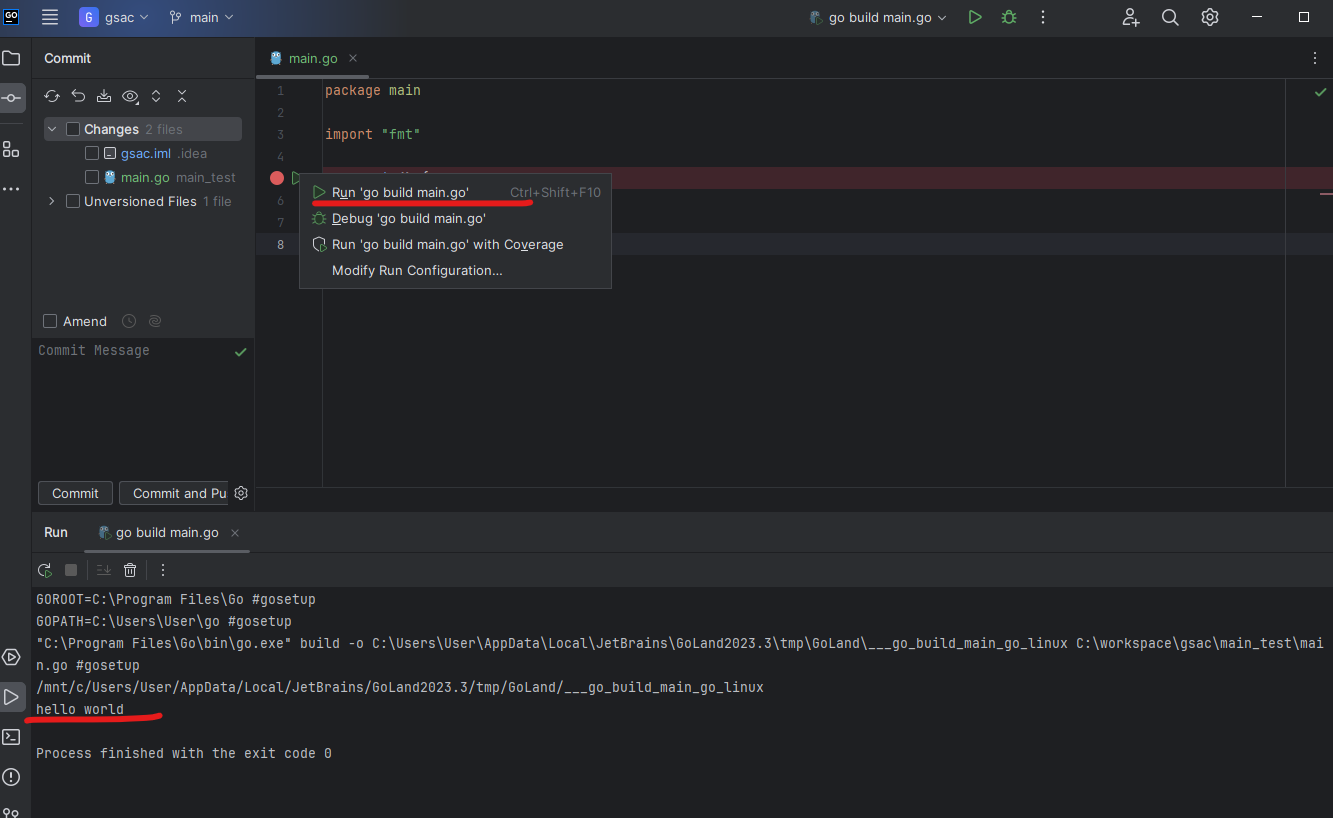 GO G gsac main go build main.go
Commit main.go
1 package main
2
Changes 2 files
3 import "fmt"
gsac.iml .idea
4
main.go main_test
Run 'go build main.go' Ctrl+Shift+F10
Unversioned Files 1 file
6
Debug 'go build main.go'
7
8 Run 'go build main.go' with Coverage
Modify Run Configuration...
Amend
Commit Message
Commit Commit and Pu
Run go build main.go
GOROOT=C:\Program Files\Go #gosetup
GOPATH=C:\Users\User\go #gosetup
"C:\Program Files\Go\bin\go.exe" build -o C:\Users\User\AppData\Local\JetBrains\GoLand2023.3\tmp\GoLand\___go_build_main_go_linux C:\workspace\gsac\main_test\mai
n.go #gosetup
/mnt/c/Users/User/AppData/Local/JetBrains/GoLand2023.3/tmp/GoLand/___go_build_main_go_linux
hello world
Process finished with the exit code 0